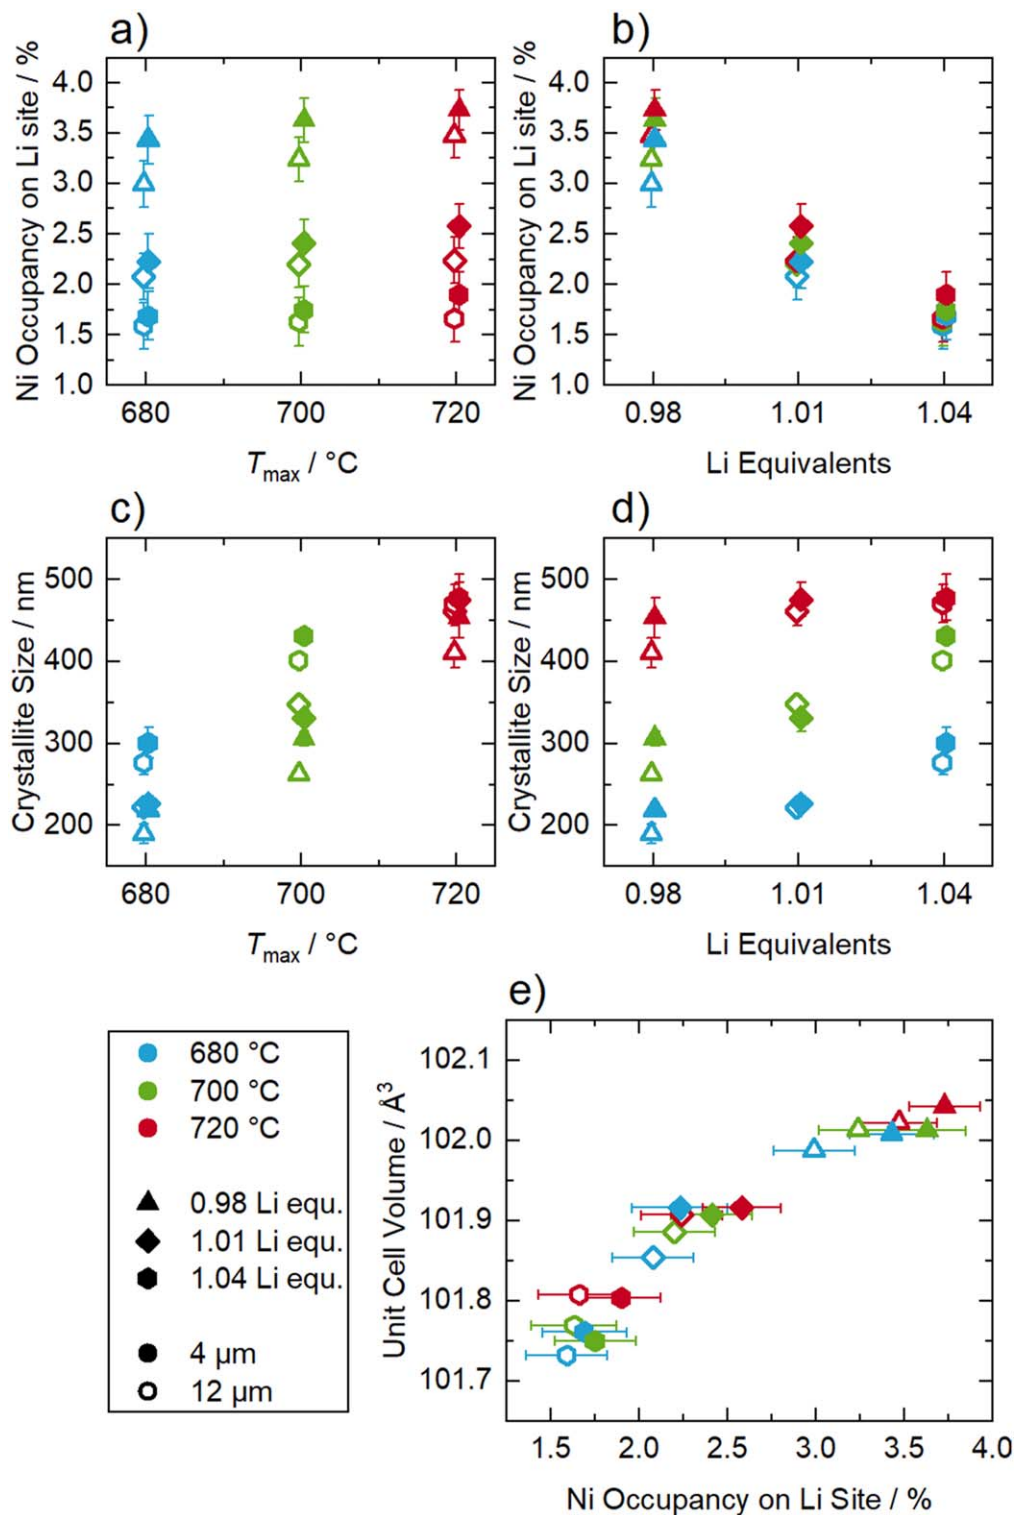 a)
Ni Occupancy on Li site / %
4.0
3.5
3.0
2.5
2.0
1.5
1.0
680 700 720
Tmax / °C
b)
Ni Occupancy on Li site / %
4.0
3.5
3.0
2.5
2.0
1.5
1.0
0.98 1.01 1.04
Li Equivalents
c)
Crystallite Size / nm
500
400
300
200
680 700 720
Tmax / °C
d)
Crystallite Size / nm
500
400
300
200
0.98 1.01 1.04
Li Equivalents
680 °C
700 °C
720 °C
0.98 Li equ.
1.01 Li equ.
1.04 Li equ.
4 µm
12 µm
e)
Unit Cell Volume / Å³
102.1
102.0
101.9
101.8
101.7
1.5 2.0 2.5 3.0 3.5 4.0
Ni Occupancy on Li Site / %